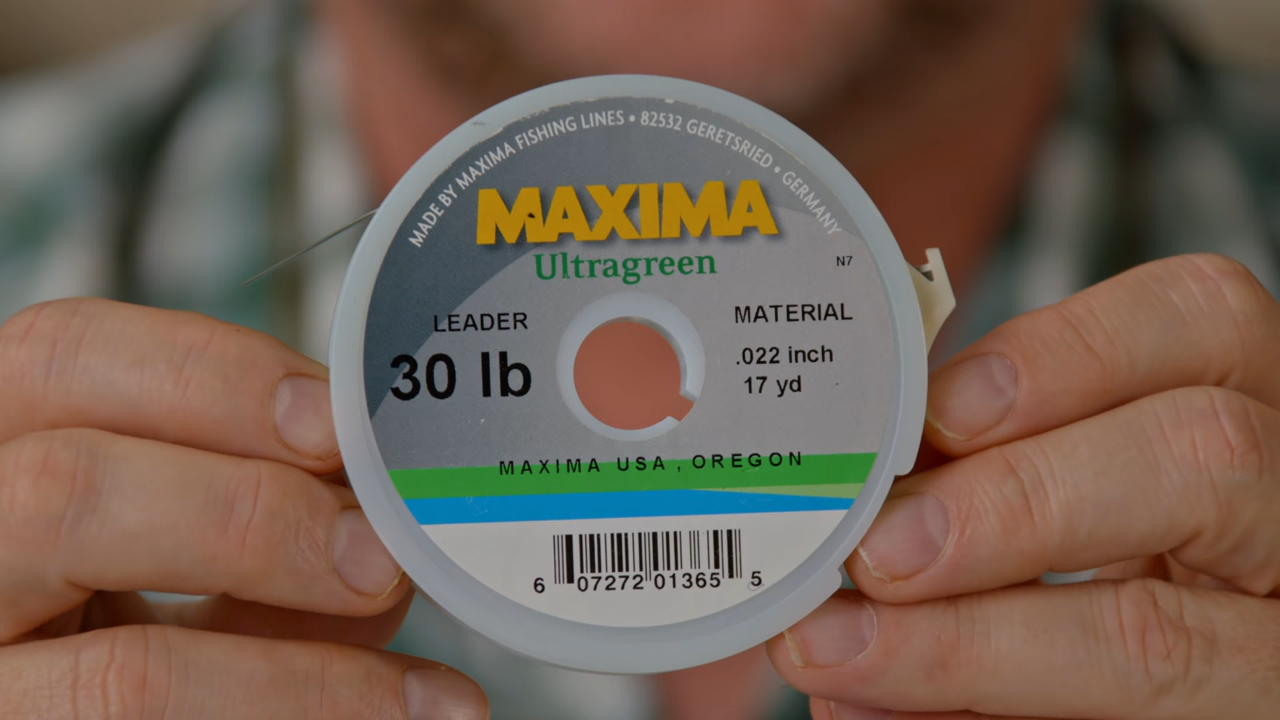 MADE BY MAXIMA FISHING LINES • 82532 GERETSRIED • GERMANY
MAXIMA
Ultragreen
N7
LEADER
30 lb
MATERIAL
.022 inch
17 yd
MAXIMA USA , OREGON
6 07272 01365 5